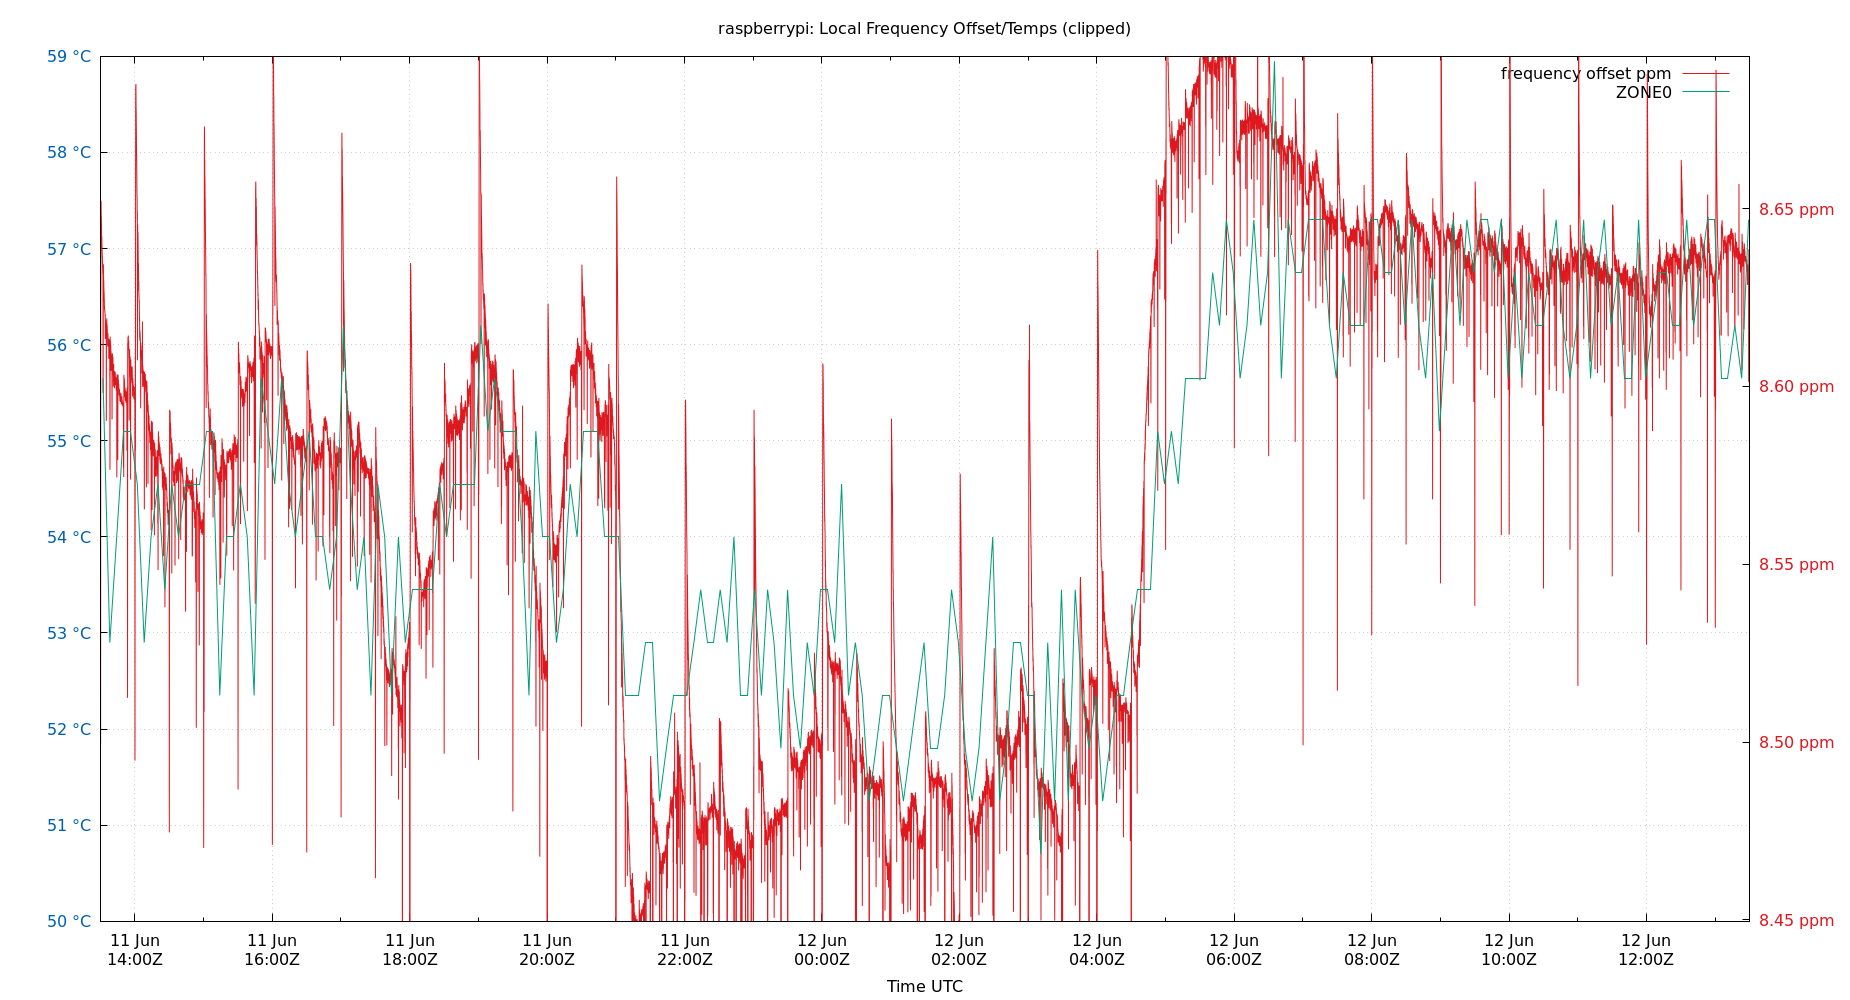 raspberrypi: Local Frequency Offset/Temps (clipped)
59 °C
58 °C
57 °C
56 °C
55 °C
54 °C
53 °C
52 °C
51 °C
50 °C
frequency offset ppm
ZONE0
8.65 ppm
8.60 ppm
8.55 ppm
8.50 ppm
8.45 ppm
11 Jun 11 Jun 11 Jun 11 Jun 11 Jun 12 Jun 12 Jun 12 Jun 12 Jun 12 Jun 12 Jun 12 Jun
14:00Z 16:00Z 18:00Z 20:00Z 22:00Z 00:00Z 02:00Z 04:00Z 06:00Z 08:00Z 10:00Z 12:00Z
Time UTC